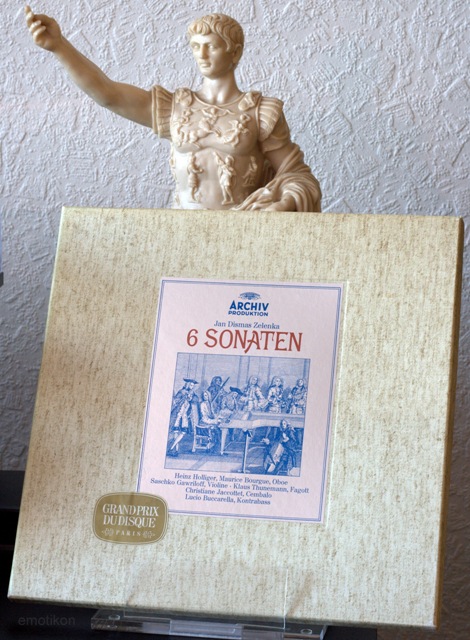 ARCHIV
PRODUKTION
Jan Dismas Zelenka
6 SONATEN
Heinz Holliger, Maurice Bourgue, Oboe
Saschko Gawriloff, Violine · Klaus Thunemann, Fagott
Christiane Jaccottet, Cembalo
Lucio Buccarella, Kontrabass
GRAND PRIX
DU DISQUE
PARIS
emotikon